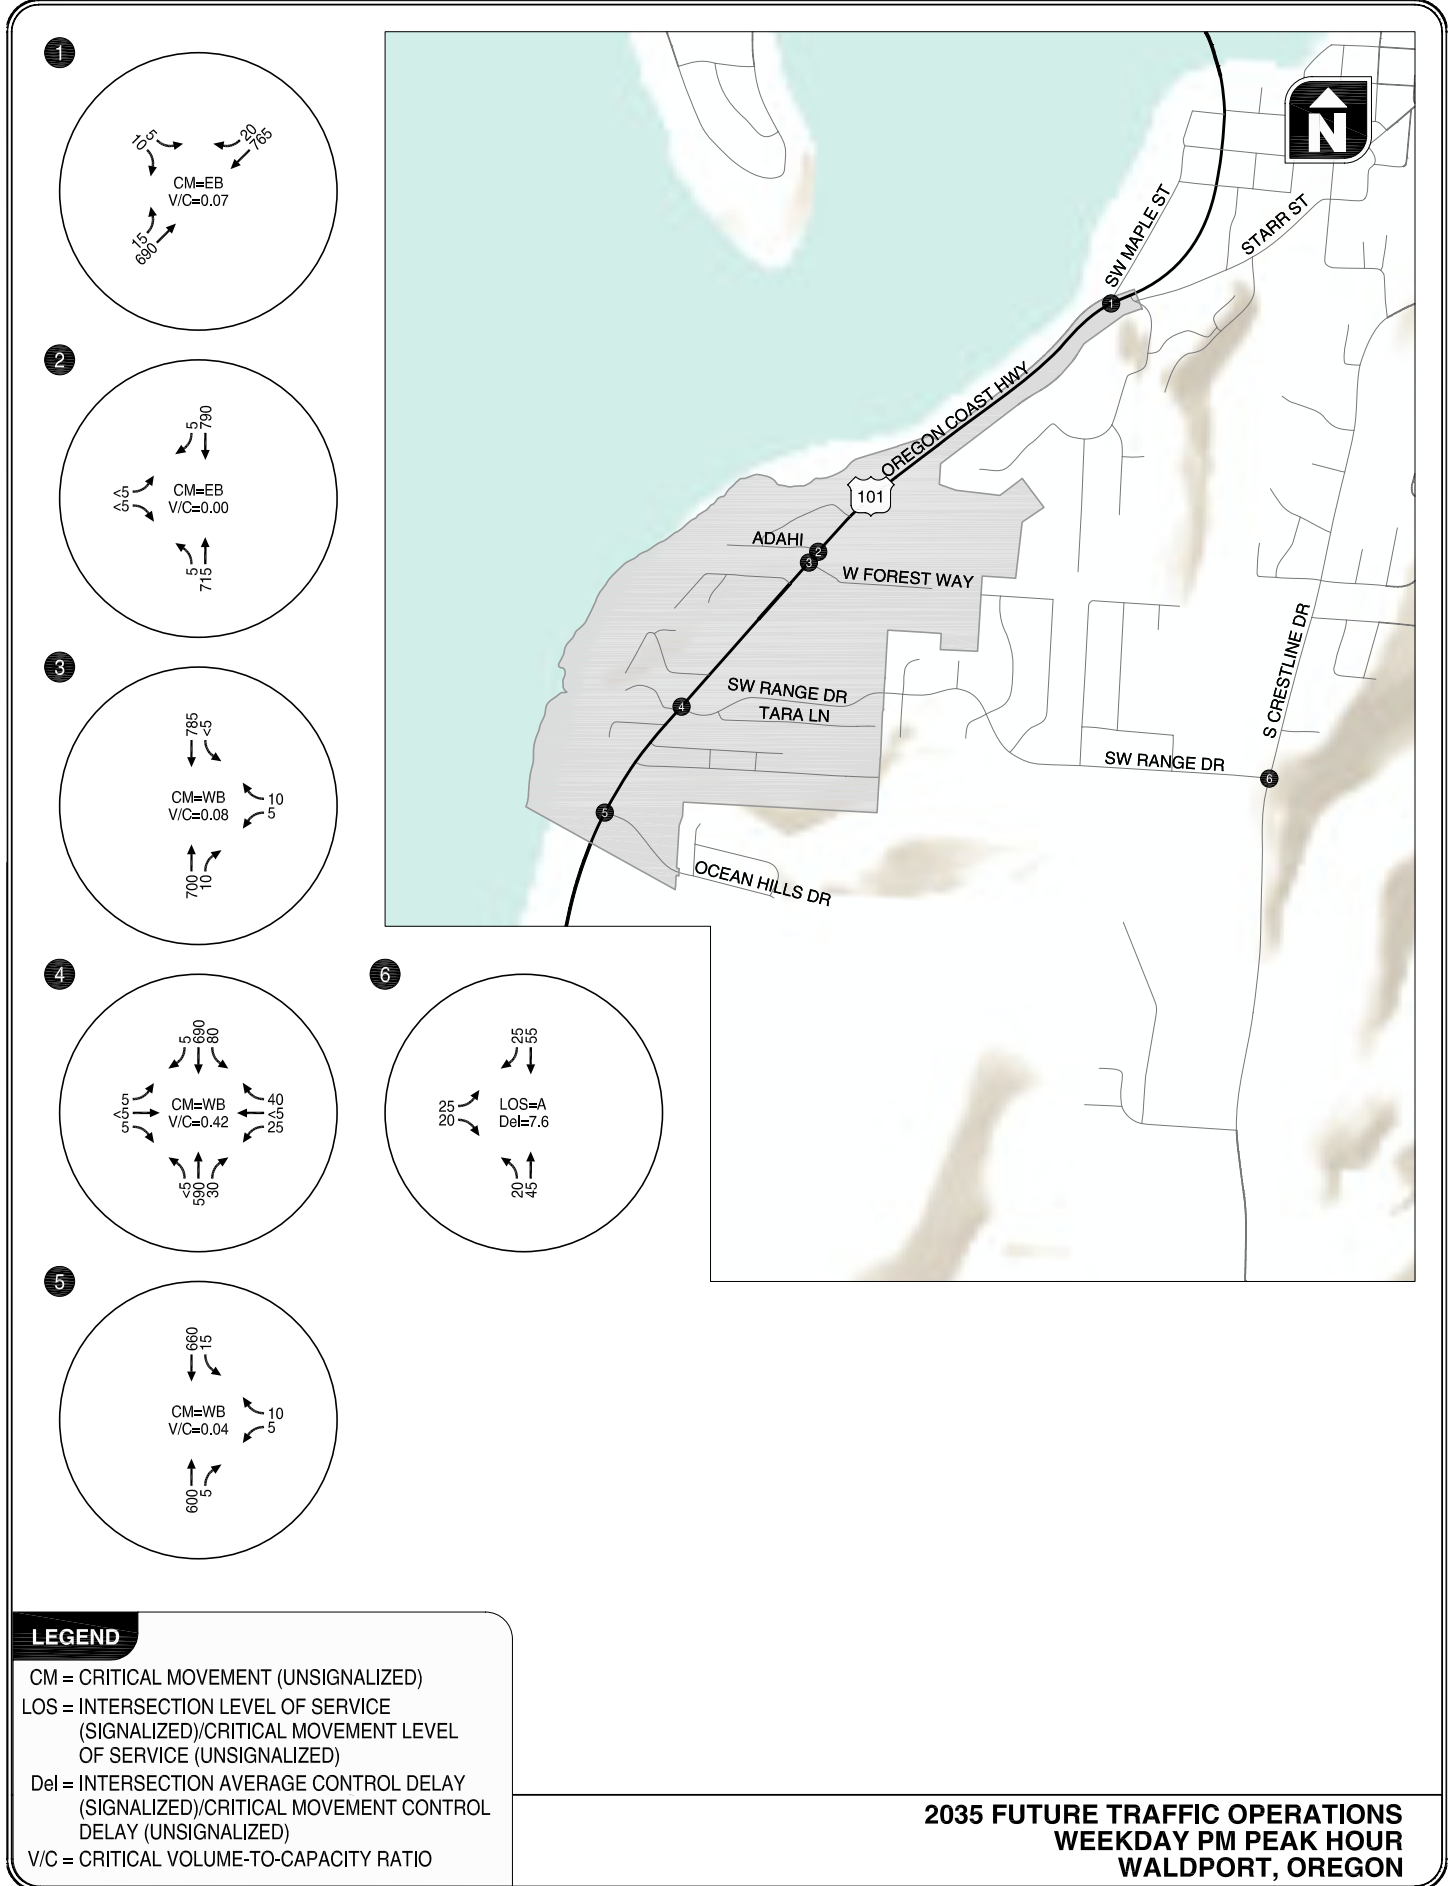 1
5
10
20
765
CM=EB
V/C=0.07
15
690
2
5
790
<5
<5
CM=EB
V/C=0.00
5
715
3
785
<5
CM=WB
V/C=0.08
10
5
700
10
4
5
690
80
5
<5
5
CM=WB
V/C=0.42
40
<5
25
<5
590
30
6
25
55
25
20
LOS=A
Del=7.6
20
45
5
660
15
CM=WB
V/C=0.04
10
5
600
5
N
SW MAPLE ST
STARR ST
1
OREGON COAST HWY
101
ADAHI
2
3
W FOREST WAY
S CRESTLINE DR
SW RANGE DR
4
TARA LN
SW RANGE DR
6
5
OCEAN HILLS DR
LEGEND
CM = CRITICAL MOVEMENT (UNSIGNALIZED)
LOS = INTERSECTION LEVEL OF SERVICE
(SIGNALIZED)/CRITICAL MOVEMENT LEVEL
OF SERVICE (UNSIGNALIZED)
Del = INTERSECTION AVERAGE CONTROL DELAY
(SIGNALIZED)/CRITICAL MOVEMENT CONTROL
DELAY (UNSIGNALIZED)
V/C = CRITICAL VOLUME-TO-CAPACITY RATIO
2035 FUTURE TRAFFIC OPERATIONS
WEEKDAY PM PEAK HOUR
WALDPORT, OREGON